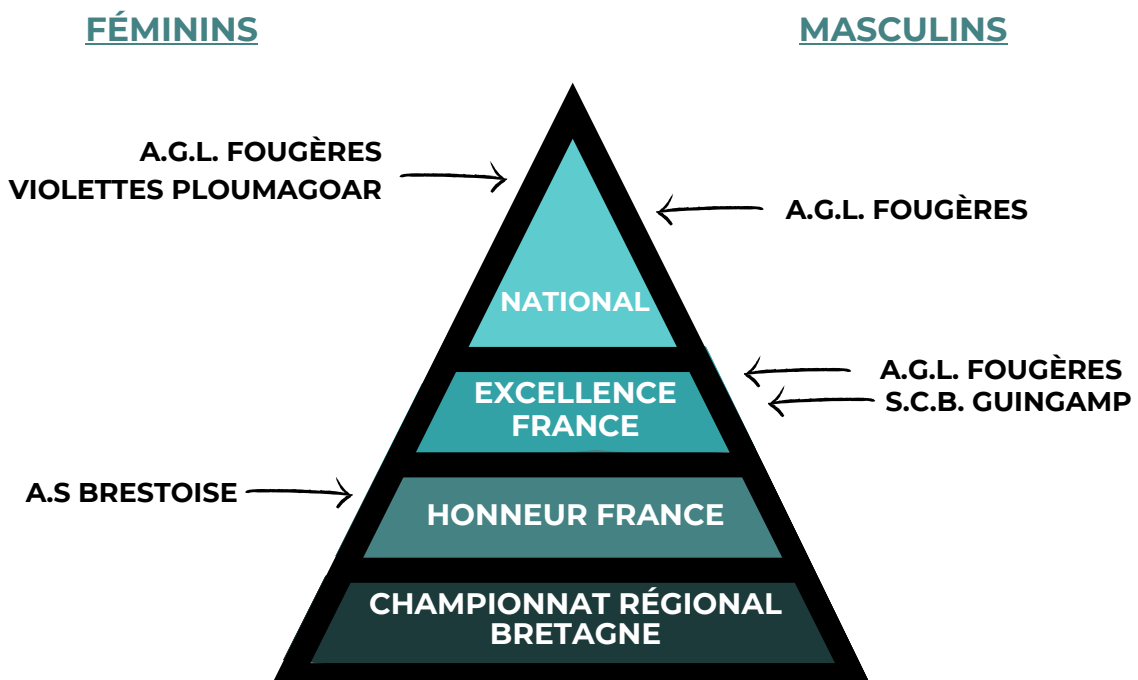 FÉMININS
MASCULINS
A.G.L. FOUGÈRES
VIOLETTES PLOUMAGOAR
A.G.L. FOUGÈRES
NATIONAL
A.G.L. FOUGÈRES
S.C.B. GUINGAMP
EXCELLENCE
FRANCE
A.S BRESTOISE
HONNEUR FRANCE
CHAMPIONNAT RÉGIONAL
BRETAGNE